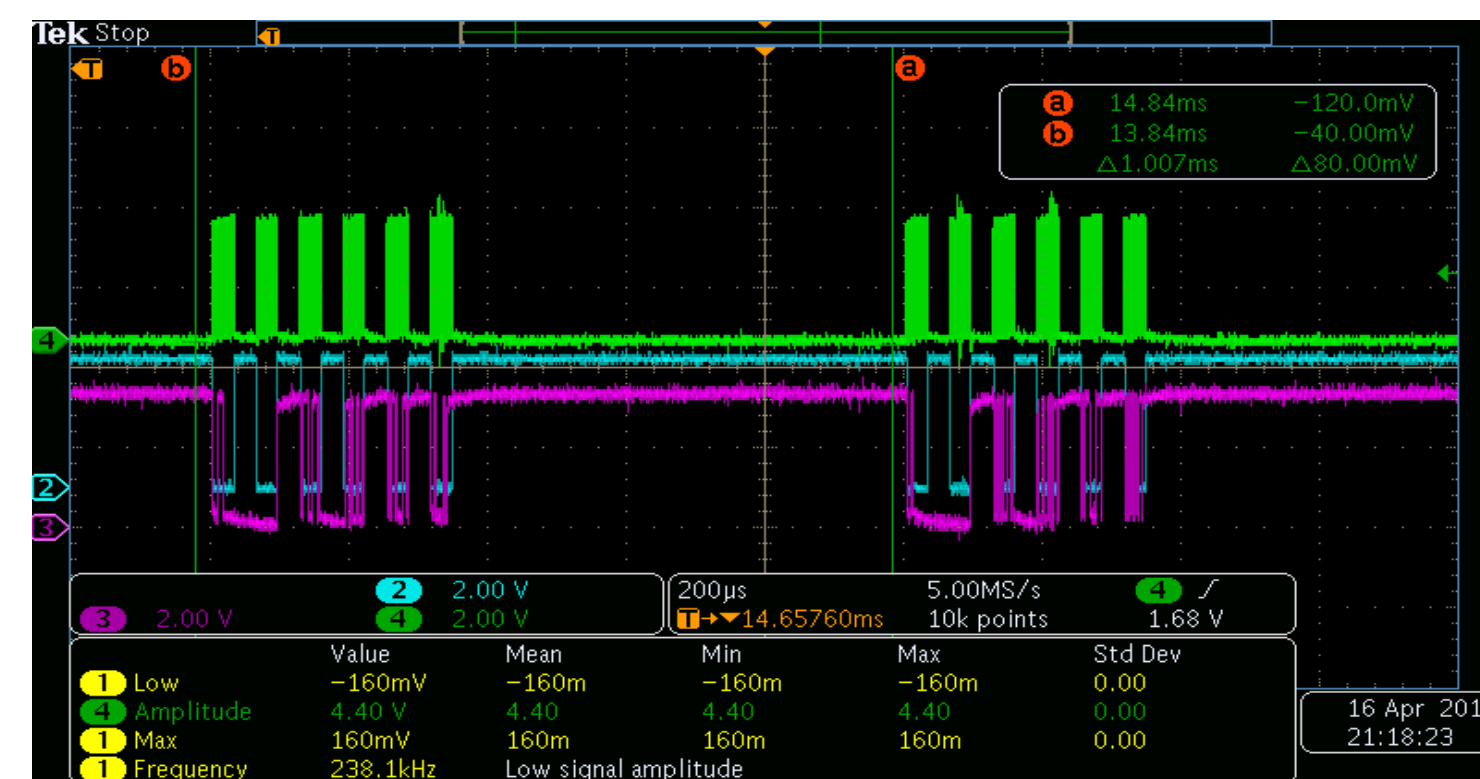 Tek Stop
T
T b a
a 14.84ms −120.0mV
b 13.84ms −40.00mV
△1.007ms △80.00mV
4
2
3
2 2.00 V
3 2.00 V 4 2.00 V
200µs 5.00MS/s 4
T→▼14.65760ms 10k points 1.68 V
Value Mean Min Max Std Dev
1 Low −160mV −160m −160m −160m 0.00
4 Amplitude 4.40 V 4.40 4.40 4.40 0.00
1 Max 160mV 160m 160m 160m 0.00
1 Frequency 238.1kHz Low signal amplitude
16 Apr 201
21:18:23